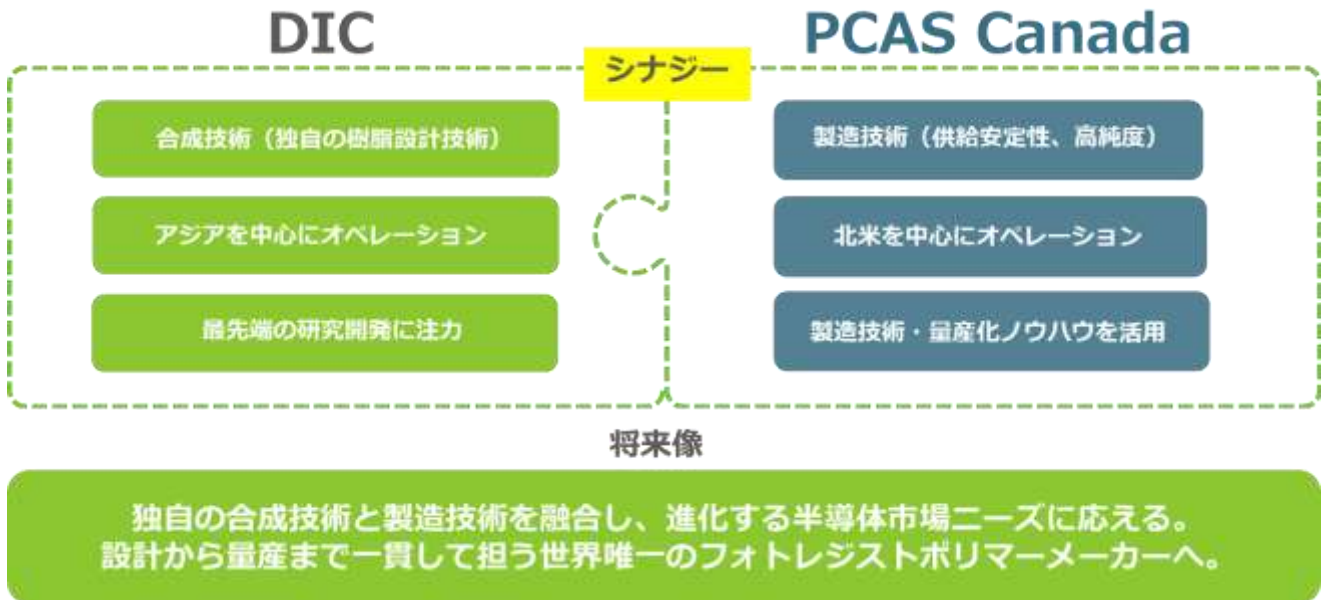 DIC
PCAS Canada
シナジー
合成技術（独自の樹脂設計技術）
アジアを中心にオペレーション
最先端の研究開発に注力
製造技術（供給安定性、高純度）
北米を中心にオペレーション
製造技術・量産化ノウハウを活用
将来像
独自の合成技術と製造技術を融合し、進化する半導体市場ニーズに応える。
設計から量産まで一貫して担う世界唯一のフォトレジストポリマーメーカーへ。